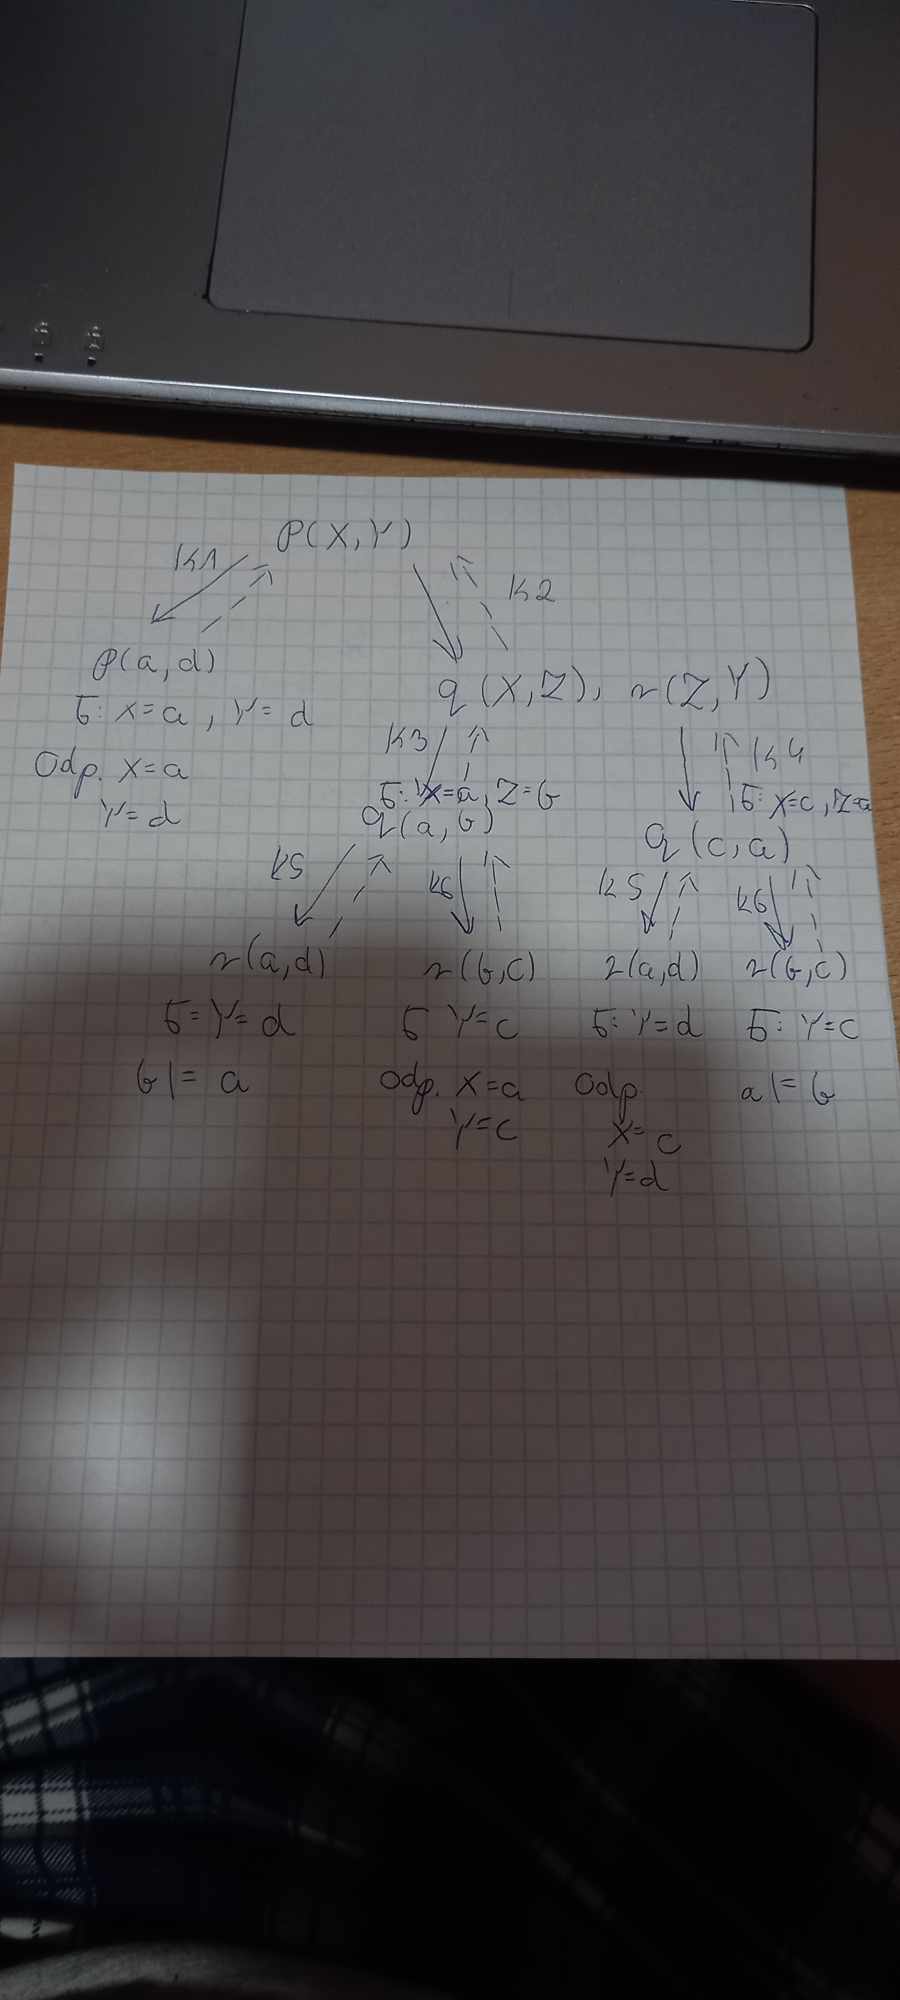 P(X,Y)
K1
K2
P(a,d)
q(X,Z), r(Z,Y)
σ: X=a, Y=d
K3
K4
Odp. X=a
σ: X=a, Z=b
σ: X=c, Z=a
Y=d
q(a,b)
q(c,a)
K5
K6
K5
K6
r(a,d)
r(b,c)
r(a,d)
r(b,c)
σ= Y=d
σ Y=c
σ: Y=d
σ: Y=c
b|= a
Odp. X=a
Odp.
a|= b
Y=c
X=c
Y=d